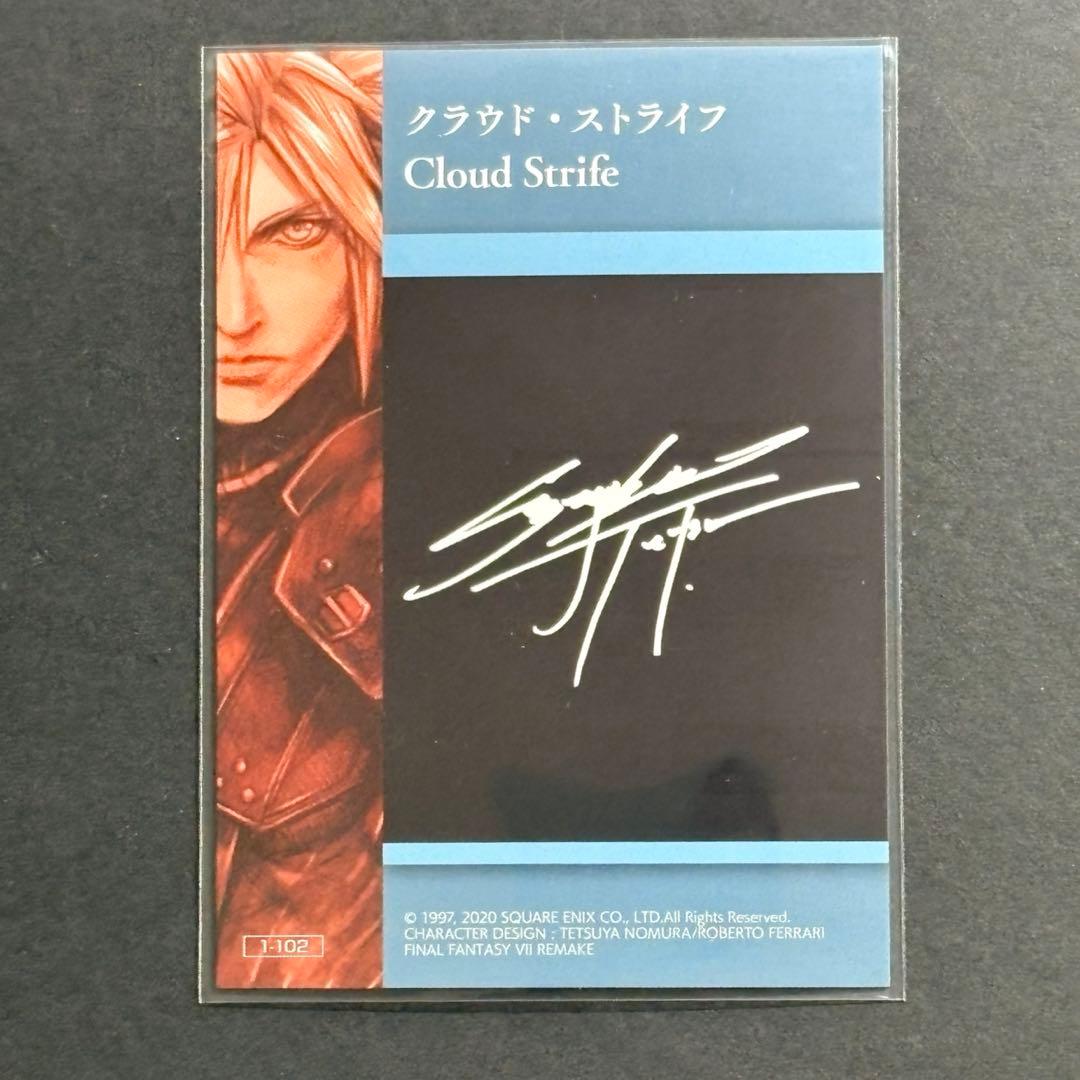 クラウド・ストライフ
Cloud Strife
© 1997, 2020 SQUARE ENIX CO., LTD.All Rights Reserved.
CHARACTER DESIGN : TETSUYA NOMURA/ROBERTO FERRARI
FINAL FANTASY VII REMAKE
1-102